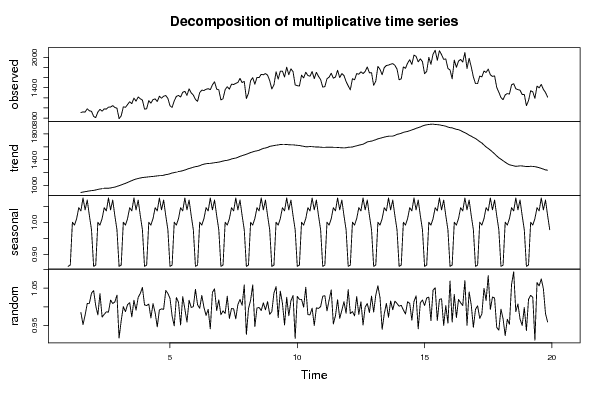 Decomposition of multiplicative time series
observed
800 1400 2000
trend
1000 1400 1800
seasonal
0.90 1.00
random
0.95 1.05
5 10 15 20
Time